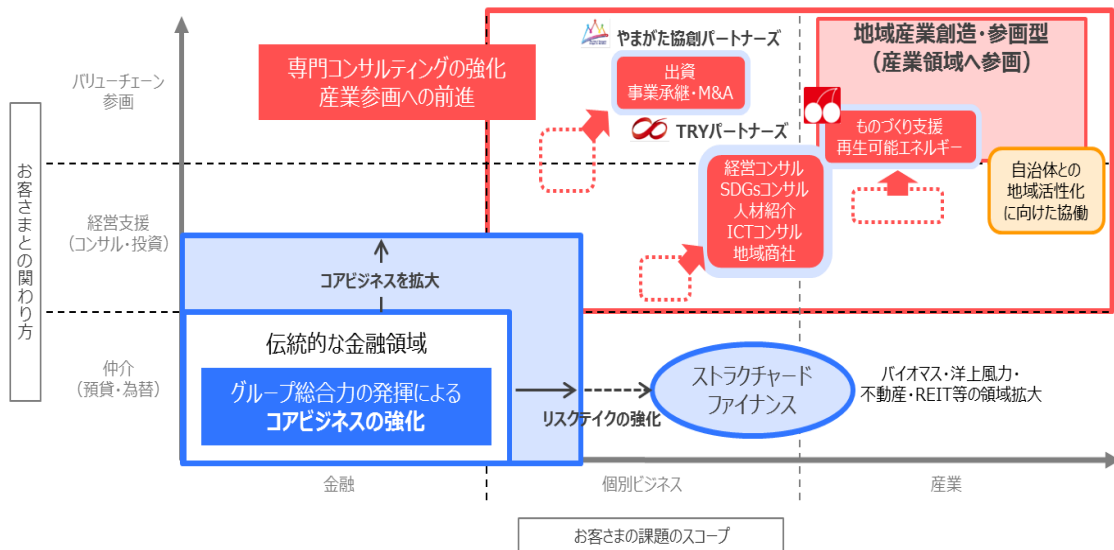 お客さまとの関わり方
バリューチェーン
参画
経営支援
（コンサル・投資）
仲介
（預貸・為替）
専門コンサルティングの強化
産業参画への前進
やまがた協創パートナーズ
出資
事業承継・M&A
TRYパートナーズ
経営コンサル
SDGsコンサル
人材紹介
ICTコンサル
地域商社
地域産業創造・参画型
（産業領域へ参画）
ものづくり支援
再生可能エネルギー
自治体との
地域活性化
に向けた協働
コアビジネスを拡大
伝統的な金融領域
グループ総合力の発揮による
コアビジネスの強化
リスクテイクの強化
ストラクチャード
ファイナンス
バイオマス・洋上風力・
不動産・REIT等の領域拡大
金融
個別ビジネス
産業
お客さまの課題のスコープ